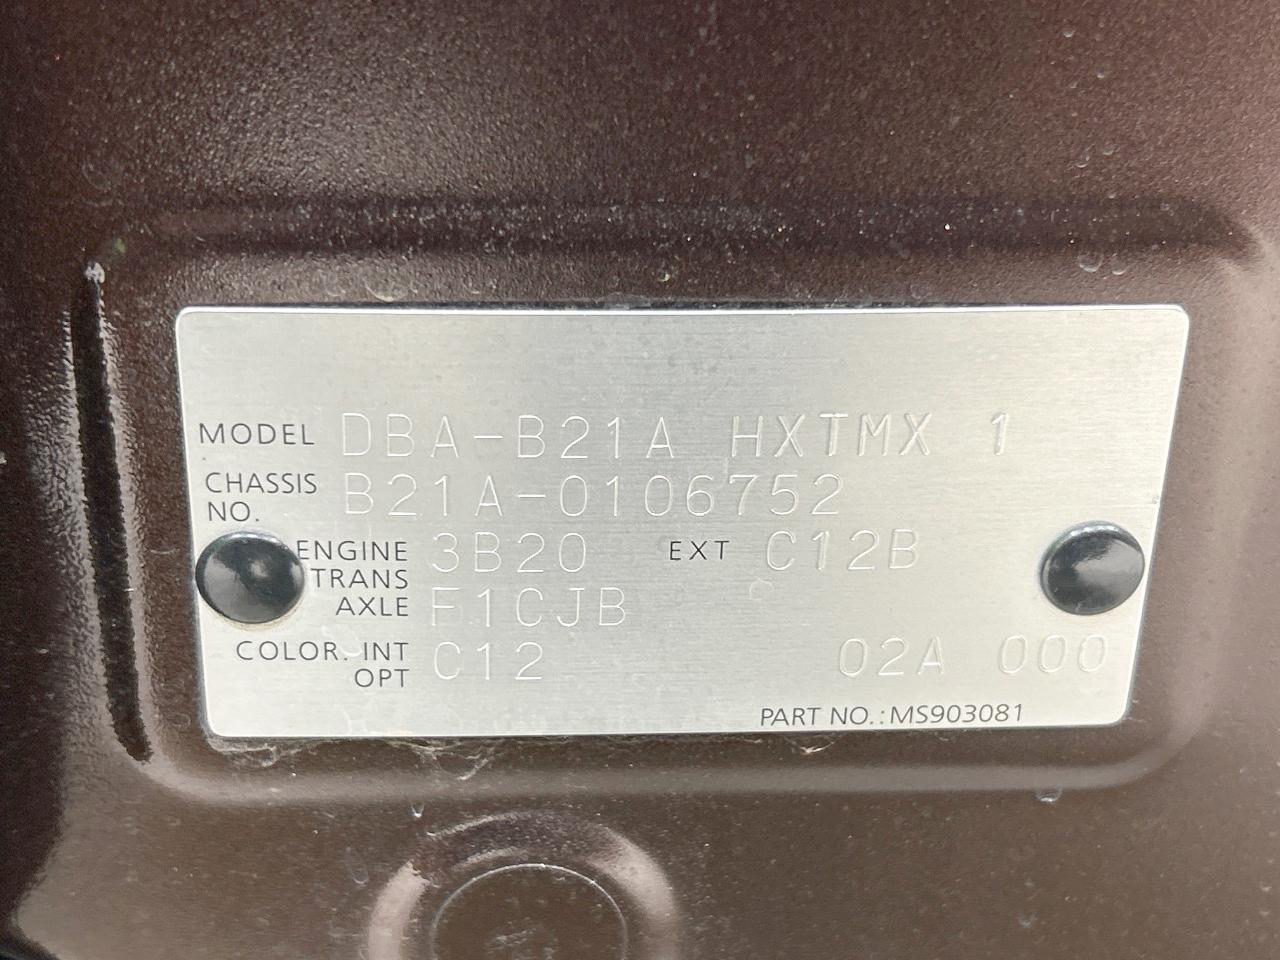 MODEL DBA-B21A HXTMX 1
CHASSIS NO. B21A-0106752
ENGINE 3B20 EXT C12B
TRANS AXLE F1CJB
COLOR. INT OPT C12 02A 000
PART NO.: MS903081